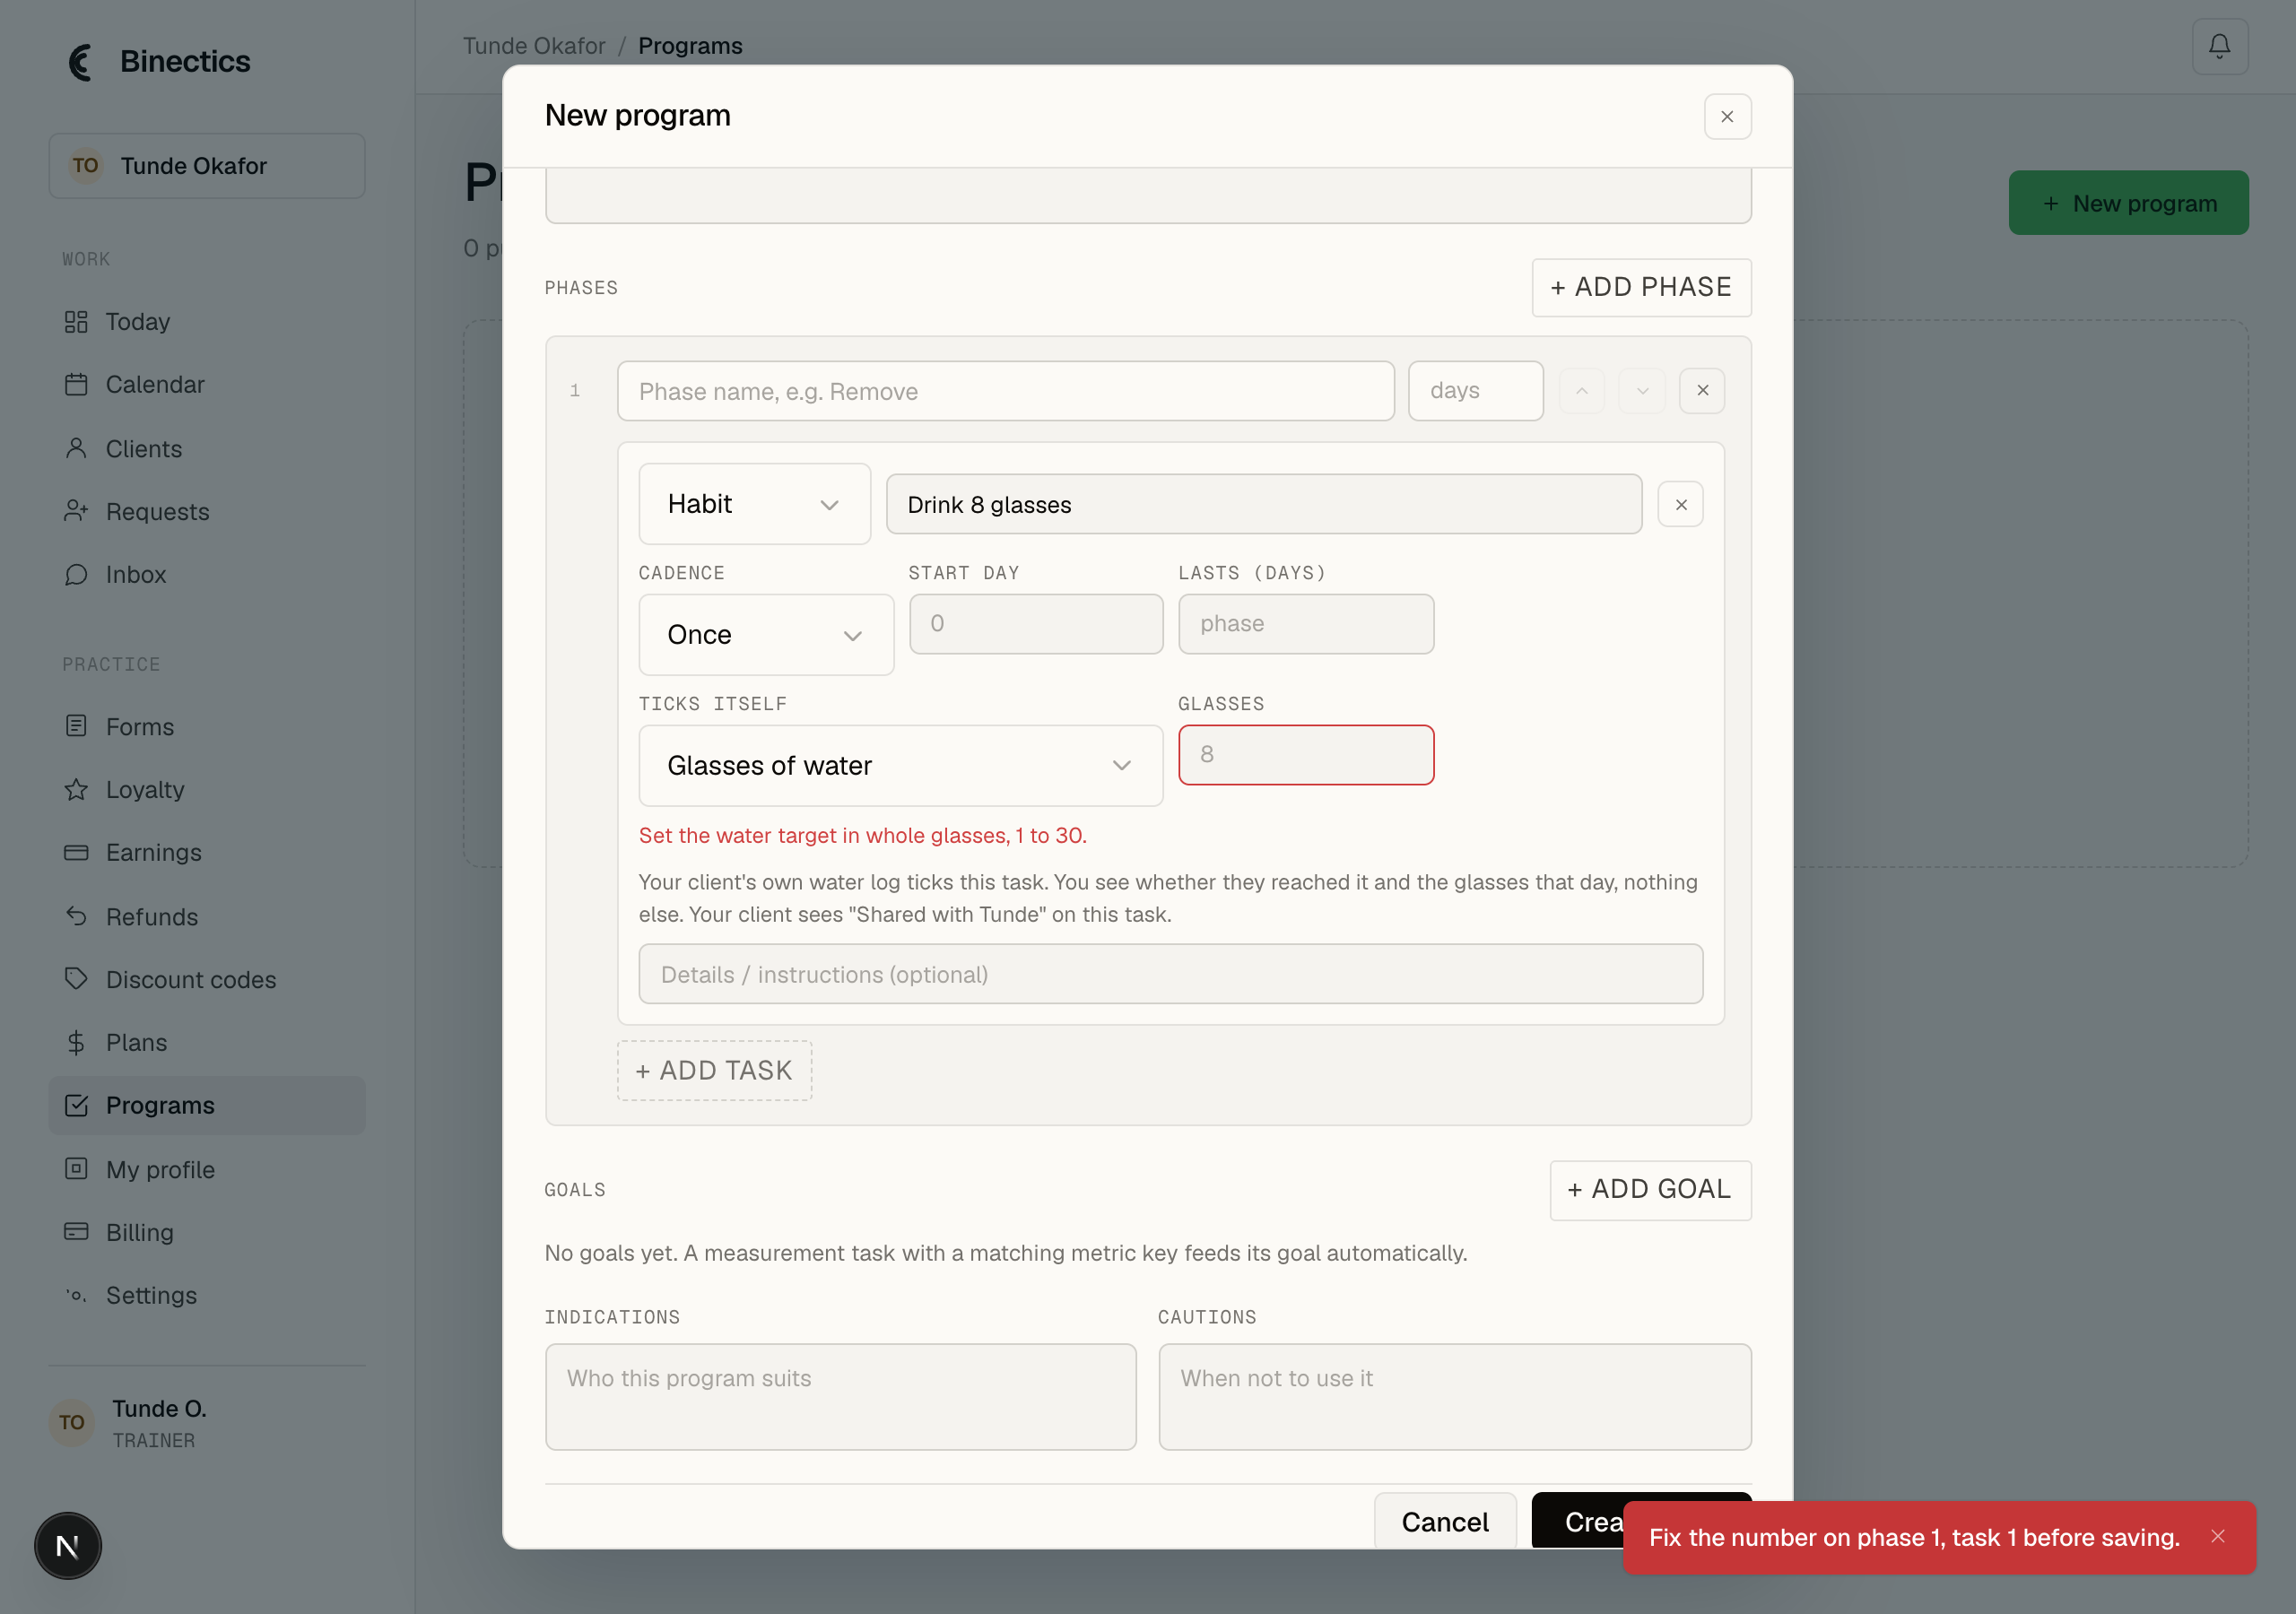 Binectics
TO Tunde Okafor
WORK
Today
Calendar
Clients
Requests
Inbox
PRACTICE
Forms
Loyalty
Earnings
Refunds
Discount codes
Plans
Programs
My profile
Billing
Settings
TO Tunde O.
TRAINER
N
Tunde Okafor / Programs
0
+ New program
New program
PHASES
+ ADD PHASE
1 Phase name, e.g. Remove days
Habit Drink 8 glasses
CADENCE START DAY LASTS (DAYS)
Once 0 phase
TICKS ITSELF GLASSES
Glasses of water 8
Set the water target in whole glasses, 1 to 30.
Your client's own water log ticks this task. You see whether they reached it and the glasses that day, nothing
else. Your client sees "Shared with Tunde" on this task.
Details / instructions (optional)
+ ADD TASK
GOALS
+ ADD GOAL
No goals yet. A measurement task with a matching metric key feeds its goal automatically.
INDICATIONS CAUTIONS
Who this program suits When not to use it
Cancel Crea
Fix the number on phase 1, task 1 before saving.